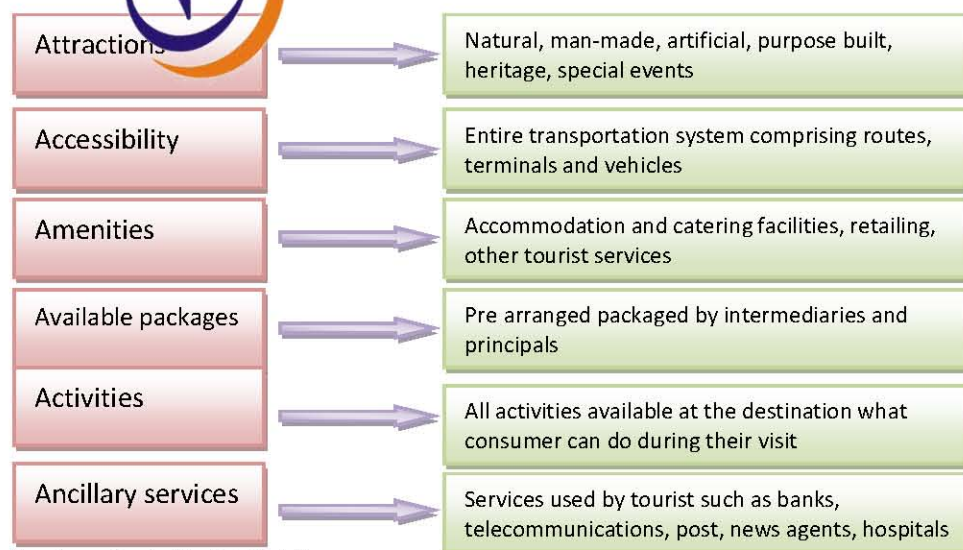 Attractions
Natural, man-made, artificial, purpose built,
heritage, special events
Accessibility
Entire transportation system comprising routes,
terminals and vehicles
Amenities
Accommodation and catering facilities, retailing,
other tourist services
Available packages
Pre arranged packaged by intermediaries and
principals
Activities
All activities available at the destination what
consumer can do during their visit
Ancillary services
Services used by tourist such as banks,
telecommunications, post, news agents, hospitals